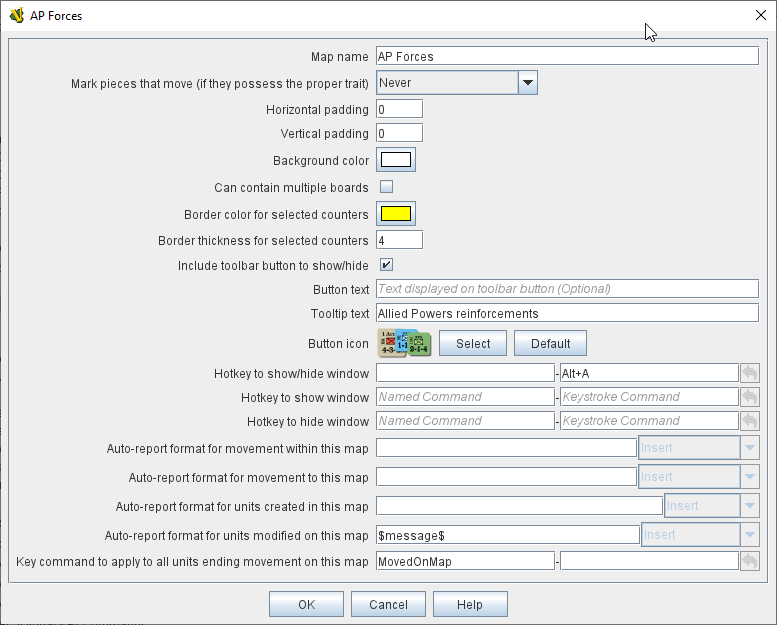 AP Forces
Map name AP Forces
Mark pieces that move (if they possess the proper trait) Never
Horizontal padding 0
Vertical padding 0
Background color
Can contain multiple boards
Border color for selected counters
Border thickness for selected counters 4
Include toolbar button to show/hide
Button text Text displayed on toolbar button (Optional)
Tooltip text Allied Powers reinforcements
Button icon Select Default
Hotkey to show/hide window - Alt+A
Hotkey to show window Named Command - Keystroke Command
Hotkey to hide window Named Command - Keystroke Command
Auto-report format for movement within this map Insert
Auto-report format for movement to this map Insert
Auto-report format for units created in this map Insert
Auto-report format for units modified on this map $message$ Insert
Key command to apply to all units ending movement on this map MovedOnMap -
OK Cancel Help